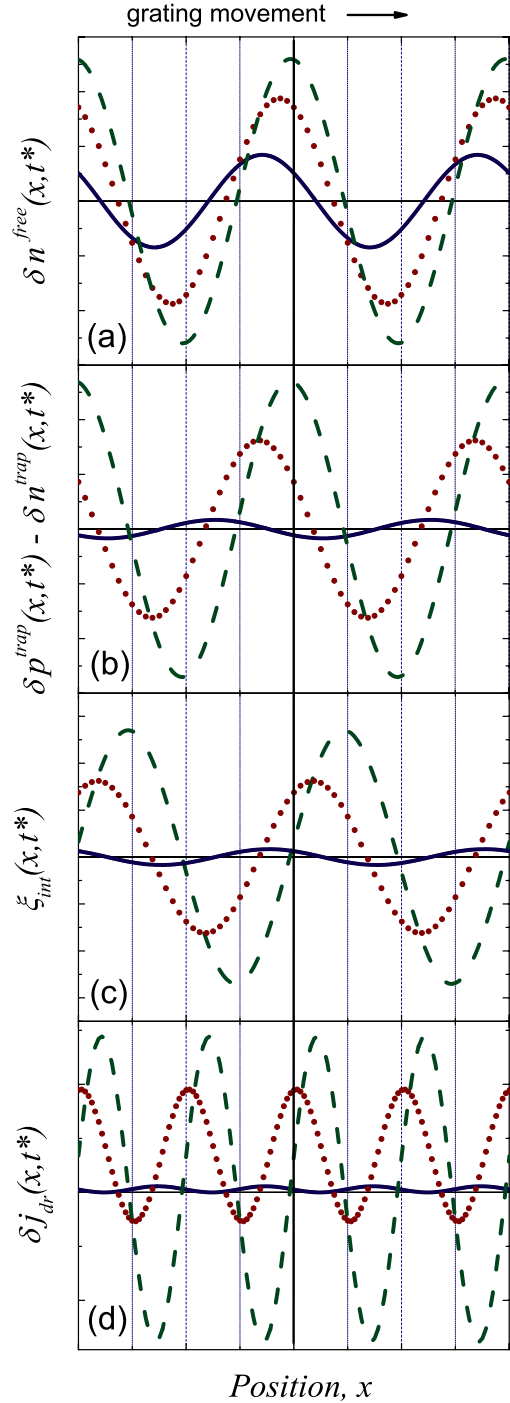 grating movement
δn^free(x,t*)
(a)
δp^trap(x,t*) - δn^trap(x,t*)
(b)
ξ_int(x,t*)
(c)
δj_dr(x,t*)
(d)
Position, x